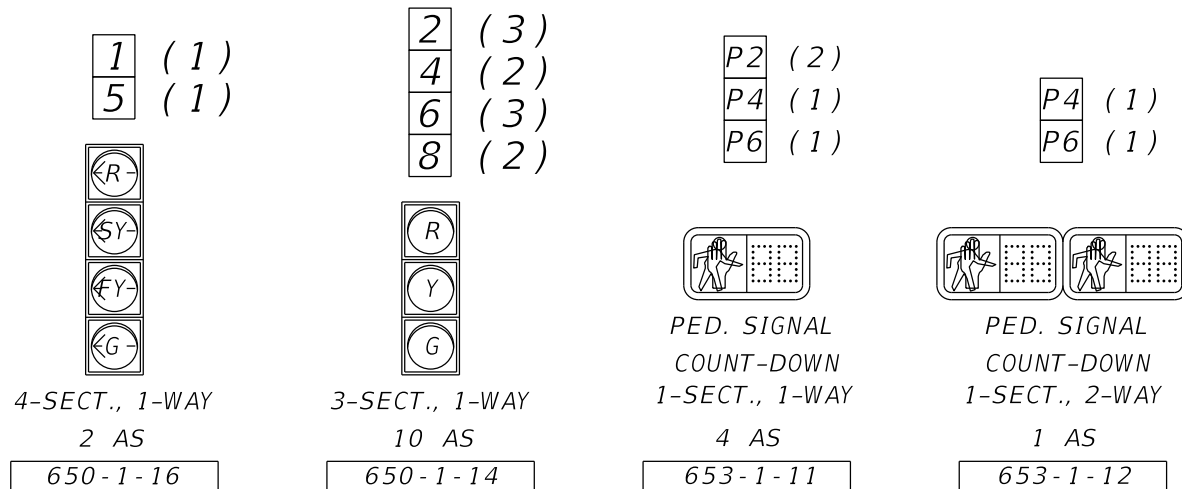 1 (1)
5 (1)
←R-
←SY-
←FY-
←G-
4-SECT., 1-WAY
2 AS
650-1-16
2 (3)
4 (2)
6 (3)
8 (2)
R
Y
G
3-SECT., 1-WAY
10 AS
650-1-14
P2 (2)
P4 (1)
P6 (1)
PED. SIGNAL
COUNT-DOWN
1-SECT., 1-WAY
4 AS
653-1-11
P4 (1)
P6 (1)
PED. SIGNAL
COUNT-DOWN
1-SECT., 2-WAY
1 AS
653-1-12